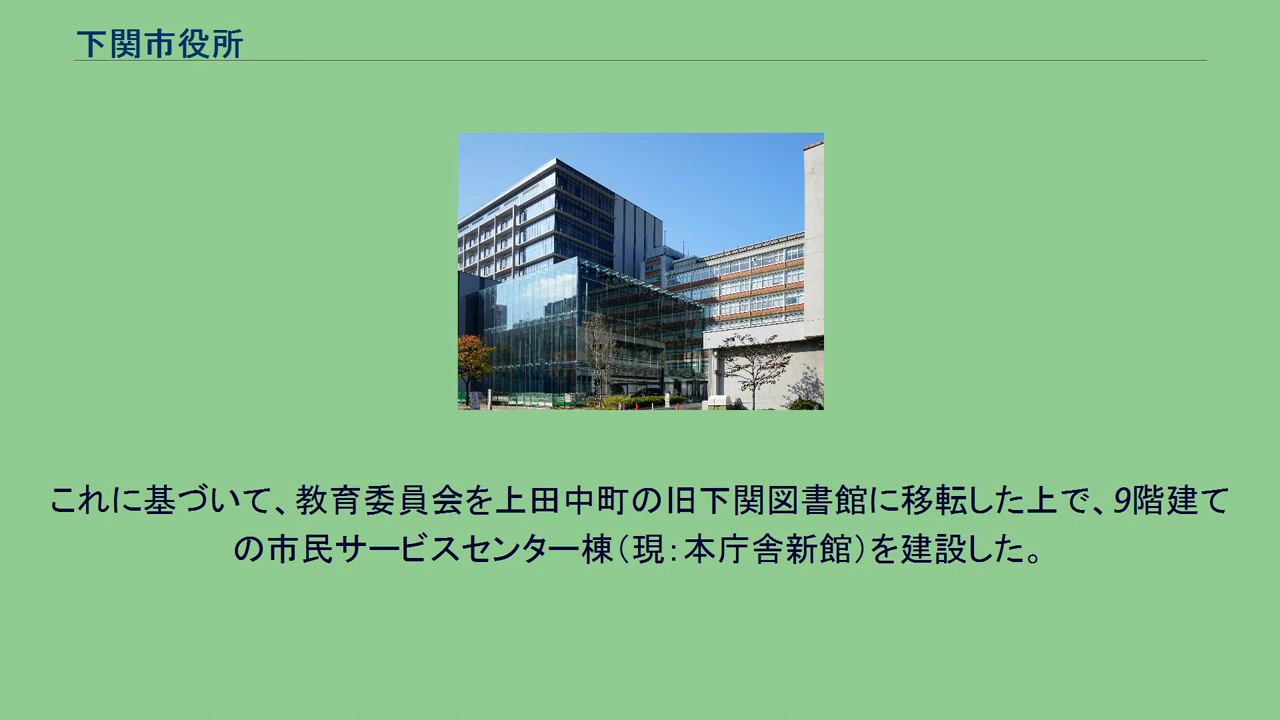 下関市役所
これに基づいて、教育委員会を上田中町の旧下関図書館に移転した上で、9階建て
の市民サービスセンター棟（現：本庁舎新館）を建設した。